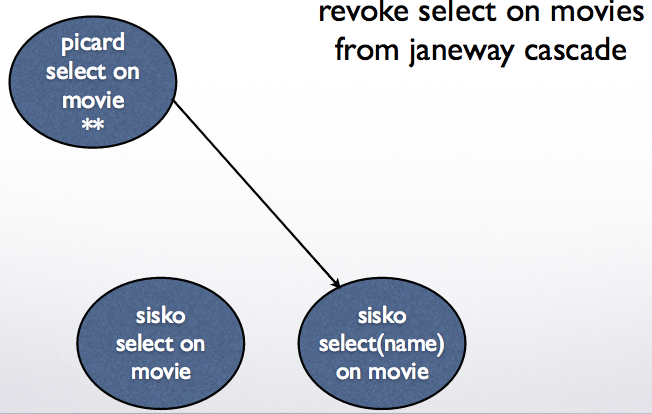 revoke select on movies
from janeway cascade
picard
select on
movie
**
sisko
select on
movie
sisko
select(name)
on movie